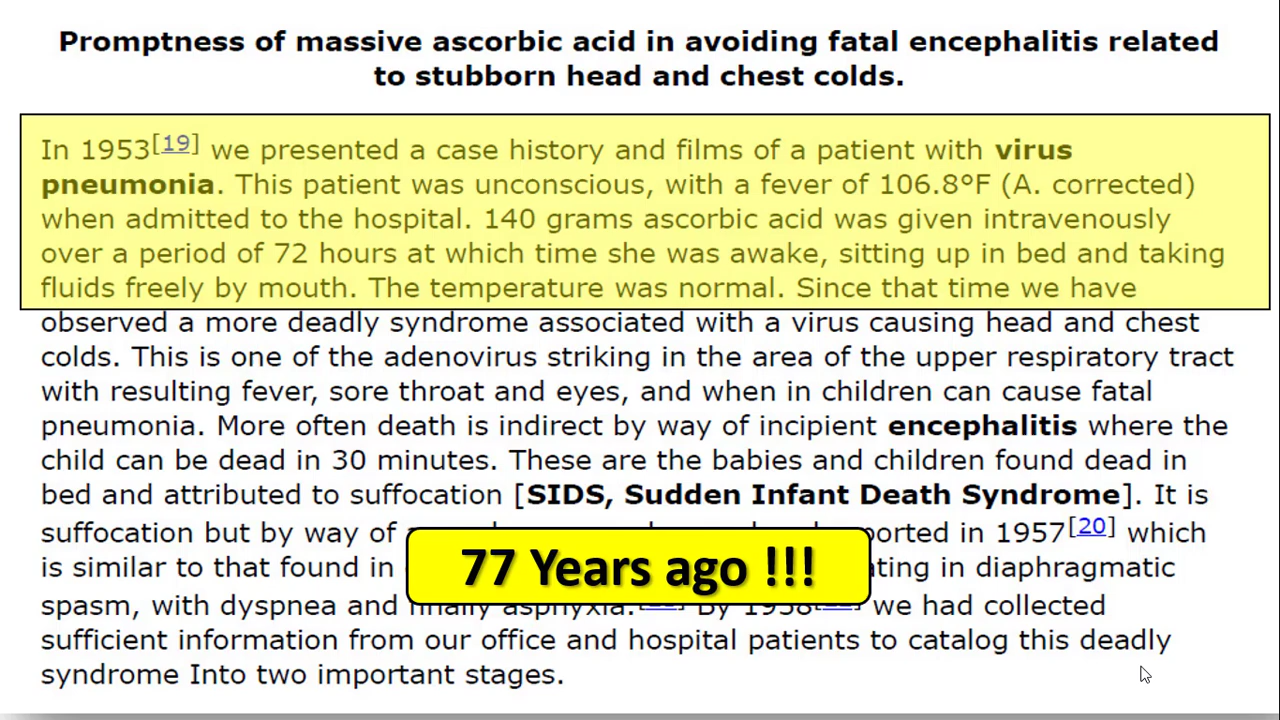 Promptness of massive ascorbic acid in avoiding fatal encephalitis related
to stubborn head and chest colds.
In 1953[19] we presented a case history and films of a patient with virus
pneumonia. This patient was unconscious, with a fever of 106.8°F (A. corrected)
when admitted to the hospital. 140 grams ascorbic acid was given intravenously
over a period of 72 hours at which time she was awake, sitting up in bed and taking
fluids freely by mouth. The temperature was normal. Since that time we have
observed a more deadly syndrome associated with a virus causing head and chest
colds. This is one of the adenovirus striking in the area of the upper respiratory tract
with resulting fever, sore throat and eyes, and when in children can cause fatal
pneumonia. More often death is indirect by way of incipient encephalitis where the
child can be dead in 30 minutes. These are the babies and children found dead in
bed and attributed to suffocation [SIDS, Sudden Infant Death Syndrome]. It is
suffocation but by way of ported in 1957[20] which
is similar to that found in ating in diaphragmatic
77 Years ago !!!
spasm, with dyspnea and finally asphyxia. By 1958 we had collected
sufficient information from our office and hospital patients to catalog this deadly
syndrome Into two important stages.